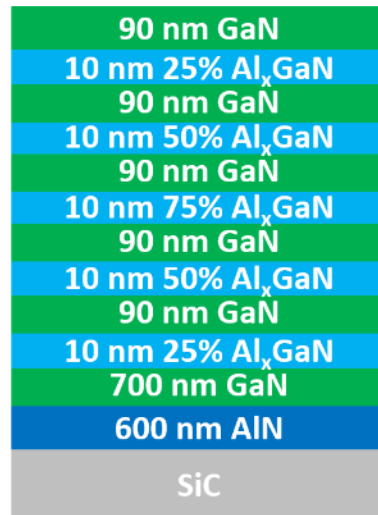 90 nm GaN
10 nm 25% AlₓGaN
90 nm GaN
10 nm 50% AlₓGaN
90 nm GaN
10 nm 75% AlₓGaN
90 nm GaN
10 nm 50% AlₓGaN
90 nm GaN
10 nm 25% AlₓGaN
700 nm GaN
600 nm AlN
SiC